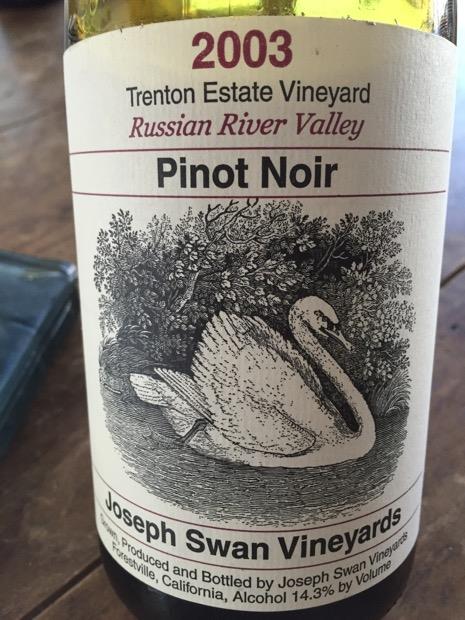 2003
Trenton Estate Vineyard
Russian River Valley
Pinot Noir
Joseph Swan Vineyards
Grown, Produced and Bottled by Joseph Swan Vineyards
Forestville, California, Alcohol 14.3% by Volume